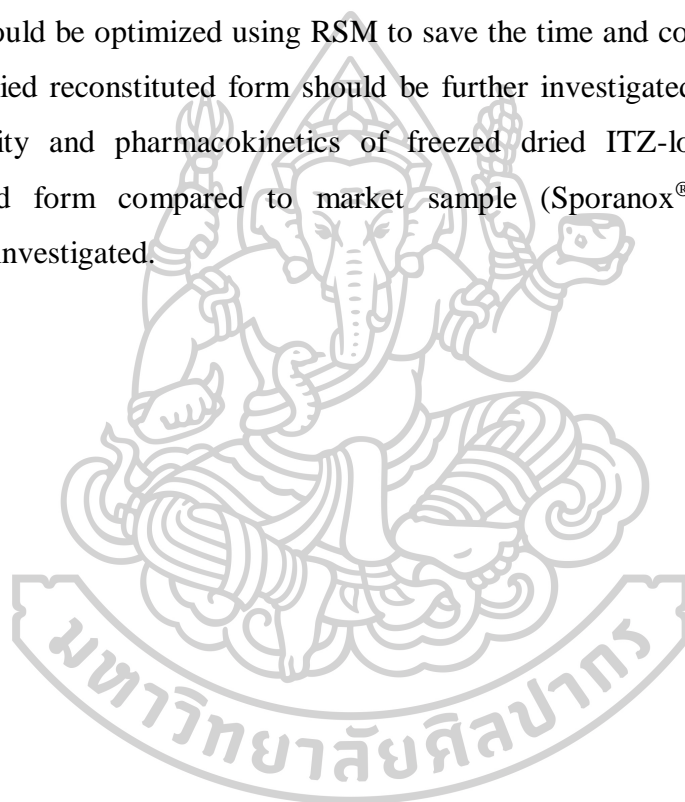 ould be optimized using RSM to save the time and co
ied reconstituted form should be further investigated
ity and pharmacokinetics of freezed dried ITZ-lo
d form compared to market sample (Sporanox®
investigated.
มหาวิทยาลัยศิลปากร